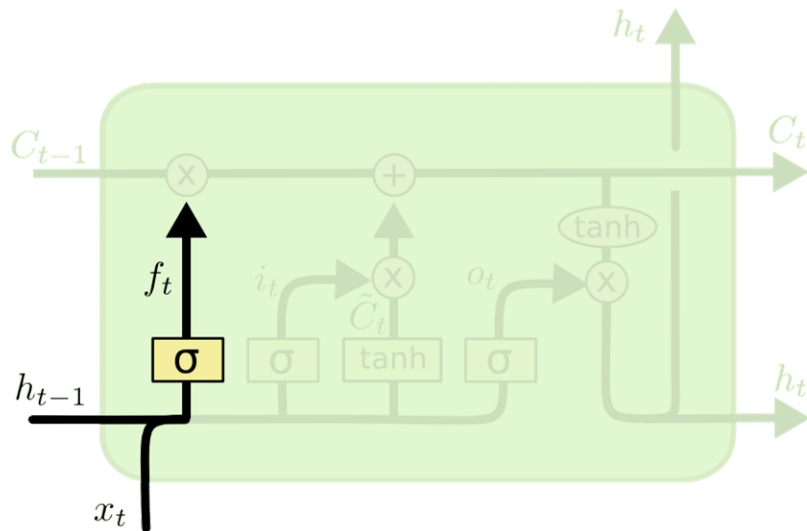 h_t
C_{t-1} C_t
x +
tanh
f_t i_t x o_t x
C̃_t
σ σ tanh σ
h_{t-1} h_t
x_t